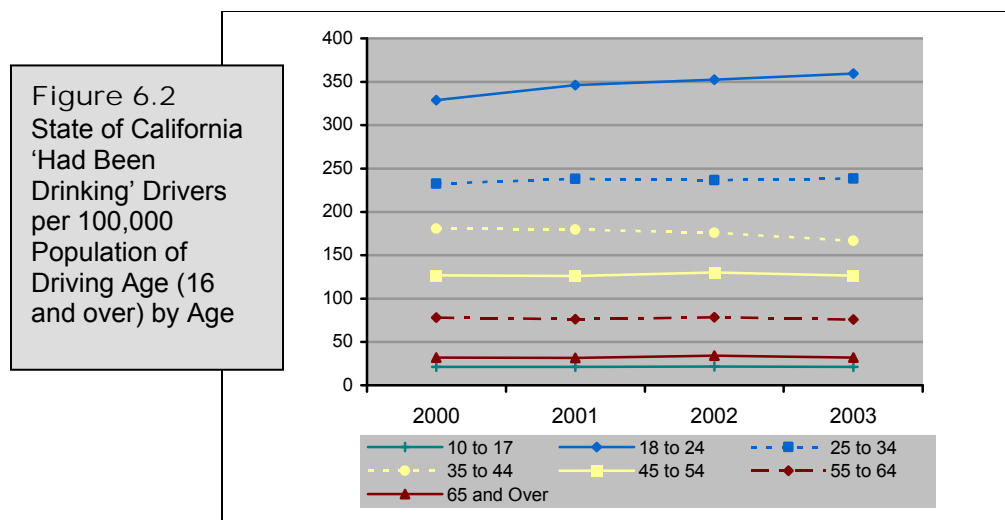 Figure 6.2
State of California
‘Had Been
Drinking’ Drivers
per 100,000
Population of
Driving Age (16
and over) by Age
400
350
300
250
200
150
100
50
0
2000 2001 2002 2003
10 to 17 18 to 24 25 to 34
35 to 44 45 to 54 55 to 64
65 and Over